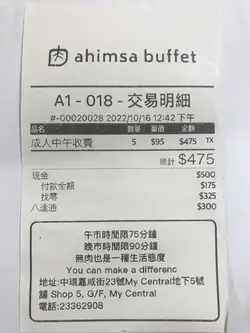 肉 ahimsa buffet
A1 - 018 - 交易明細
#-00020028 2022/10/16 12:42 下午
品名 數量 單價 金額
成人中午收費 5 $95 $475 TX
總計 $475
現金 $500
付款金額 $175
找零 $325
八達通 $300
午市時間限75分鐘
晚市時間限90分鐘
無肉也是一種生活態度
You can make a differenc
地址:中環嘉咸街23號My Central地下5號
舖 Shop 5, G/F, My Central
電話:23362908